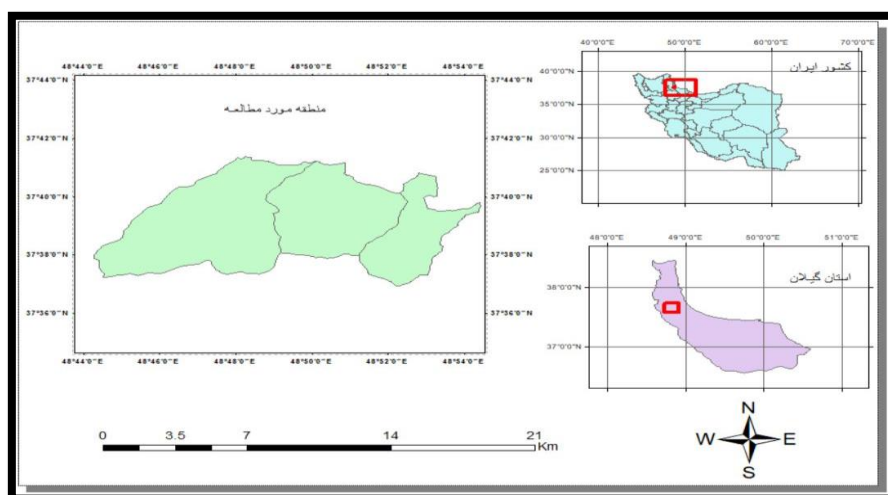 48°44'0"E 48°46'0"E 48°48'0"E 48°50'0"E 48°52'0"E 48°54'0"E
37°44'0"N 37°44'0"N
منطقه مورد مطالعه
37°42'0"N 37°42'0"N
37°40'0"N 37°40'0"N
37°38'0"N 37°38'0"N
37°36'0"N 37°36'0"N
48°44'0"E 48°46'0"E 48°48'0"E 48°50'0"E 48°52'0"E 48°54'0"E
40°0'0"E 50°0'0"E 60°0'0"E 70°0'0"E
کشور ایران
40°0'0"N
35°0'0"N
30°0'0"N
25°0'0"N
48°0'0"E 49°0'0"E 50°0'0"E 51°0'0"E
استان گیلان
38°0'0"N
37°0'0"N
0 3.5 7 14 21
Km
N
W E
S